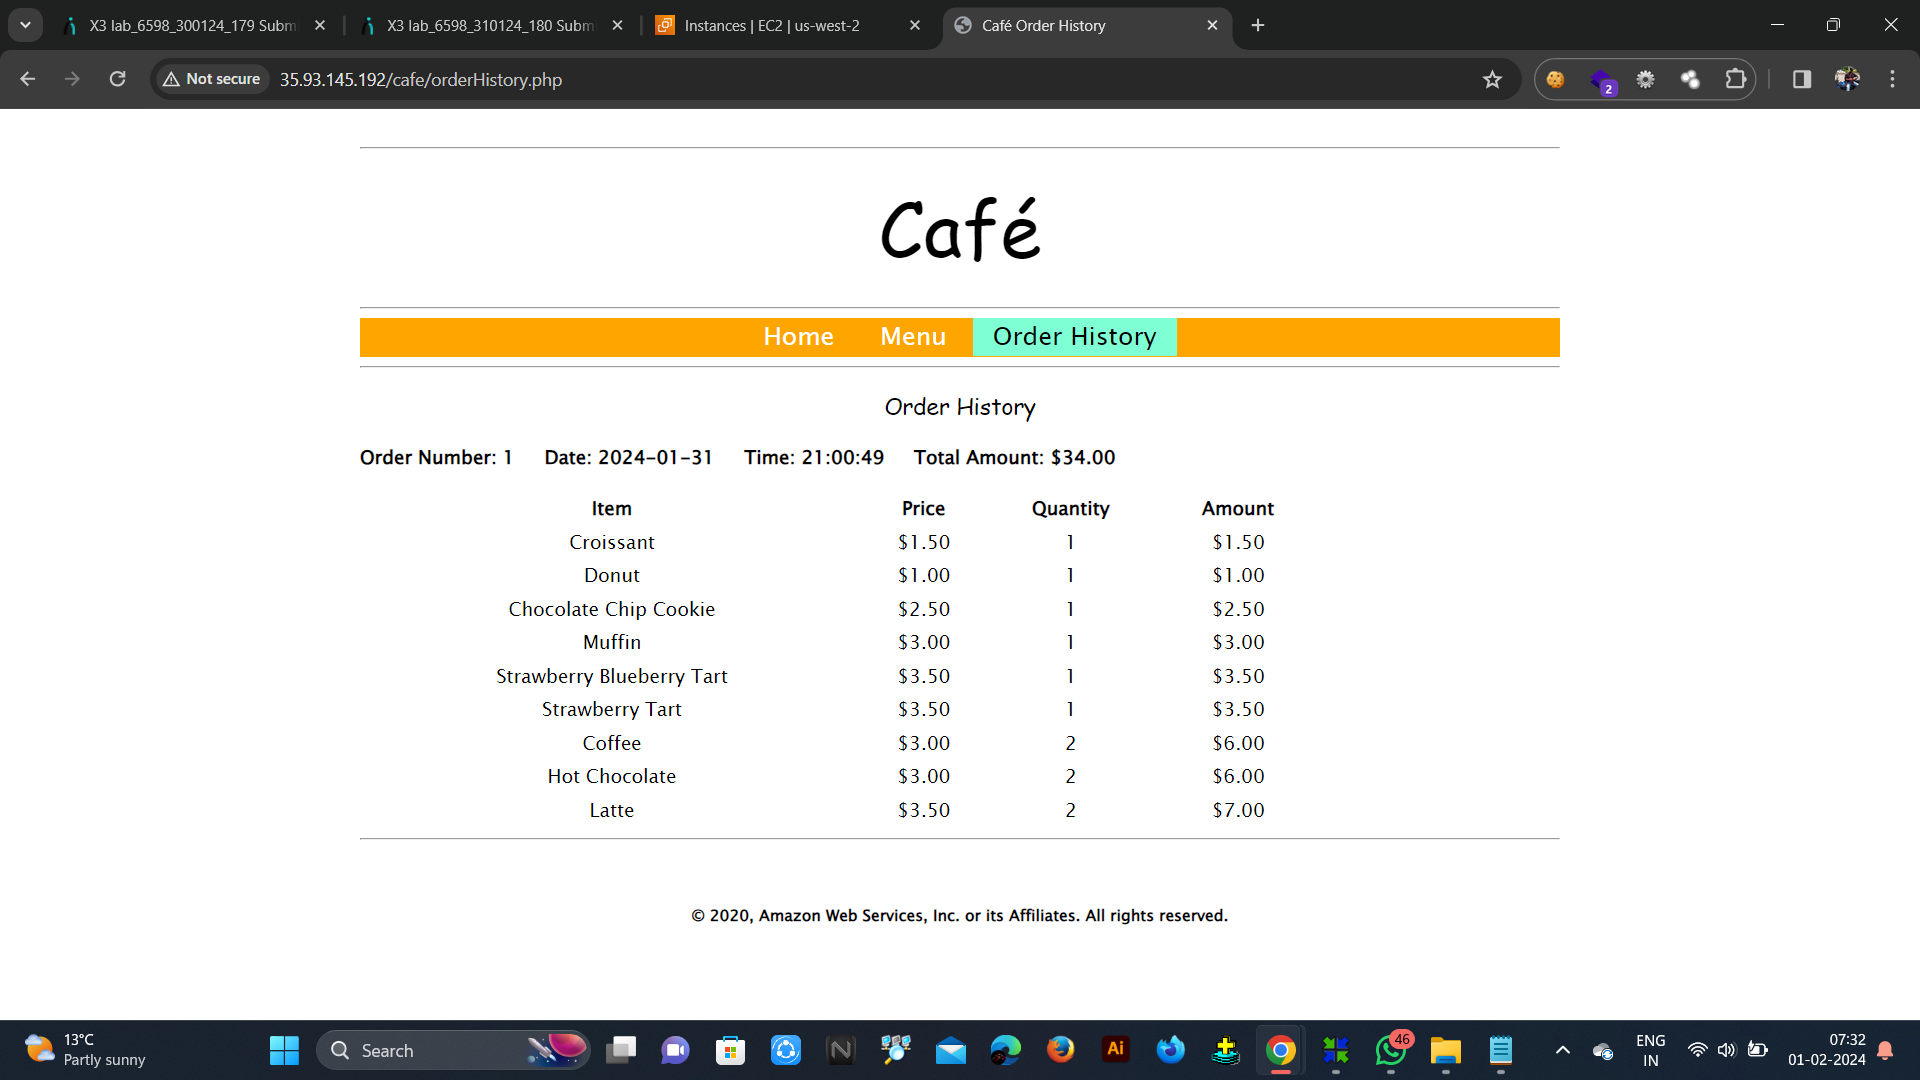 X3 lab_6598_300124_179 Subm
X3 lab_6598_310124_180 Subm
Instances | EC2 | us-west-2
Café Order History
Not secure
35.93.145.192/cafe/orderHistory.php
2
Café
Home Menu Order History
Order History
Order Number: 1 Date: 2024-01-31 Time: 21:00:49 Total Amount: $34.00
Item Price Quantity Amount
Croissant $1.50 1 $1.50
Donut $1.00 1 $1.00
Chocolate Chip Cookie $2.50 1 $2.50
Muffin $3.00 1 $3.00
Strawberry Blueberry Tart $3.50 1 $3.50
Strawberry Tart $3.50 1 $3.50
Coffee $3.00 2 $6.00
Hot Chocolate $3.00 2 $6.00
Latte $3.50 2 $7.00
© 2020, Amazon Web Services, Inc. or its Affiliates. All rights reserved.
13°C
Partly sunny
Search
Ai
46
ENG
IN
07:32
01-02-2024